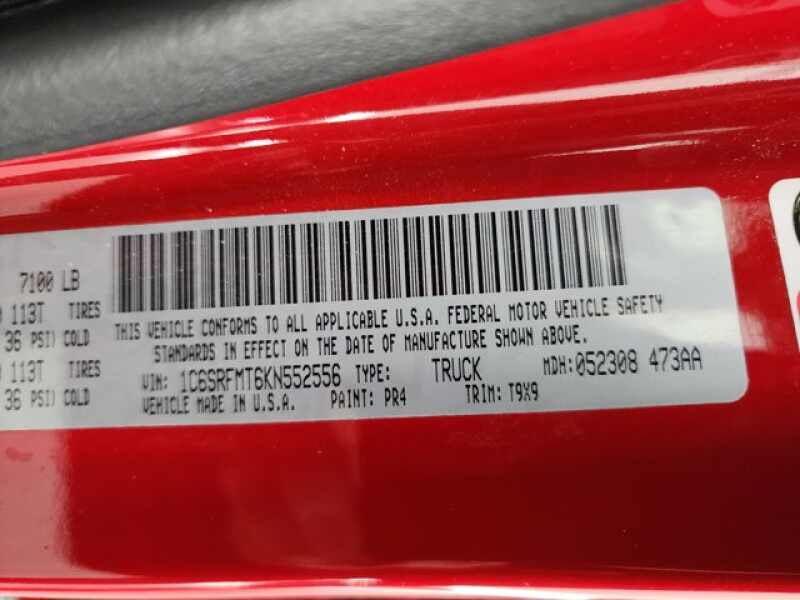 7100 LB
113T TIRES
36 PSI) COLD
113T TIRES
36 PSI) COLD
THIS VEHICLE CONFORMS TO ALL APPLICABLE U.S.A. FEDERAL MOTOR VEHICLE SAFETY
STANDARDS IN EFFECT ON THE DATE OF MANUFACTURE SHOWN ABOVE.
VIN: 1C6SRFMT6KN552556 TYPE: TRUCK MDH:052308 473AA
VEHICLE MADE IN U.S.A. PAINT: PR4 TRIM: T9X9